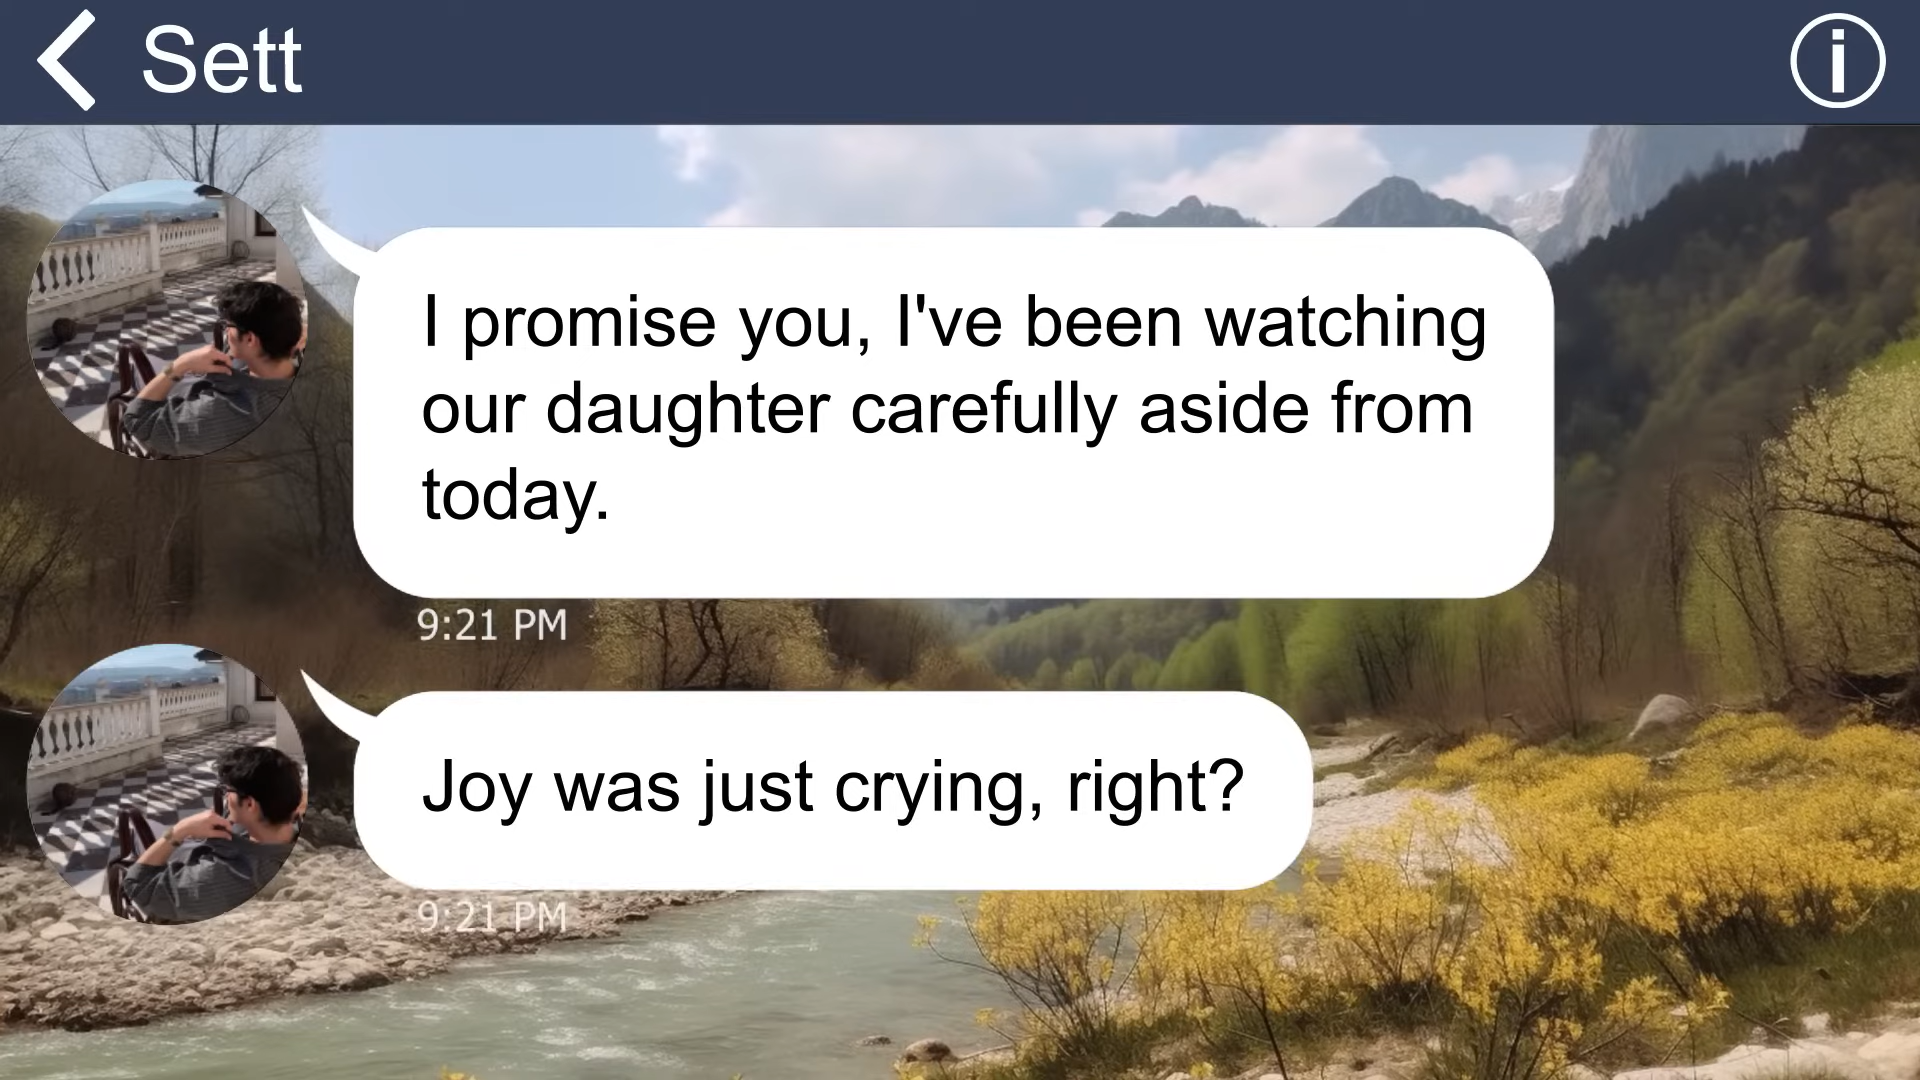 Sett
I promise you, I've been watching
our daughter carefully aside from
today.
9:21 PM
Joy was just crying, right?
9:21 PM